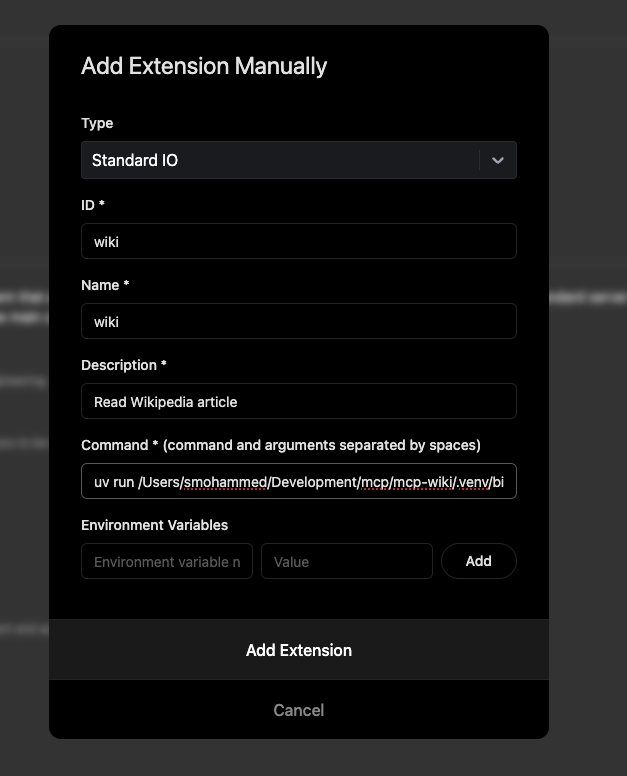 Add Extension Manually
Type
Standard IO
ID *
wiki
Name *
wiki
Description *
Read Wikipedia article
Command * (command and arguments separated by spaces)
uv run /Users/smohammed/Development/mcp/mcp-wiki/.venv/bi
Environment Variables
Environment variable n Value Add
Add Extension
Cancel